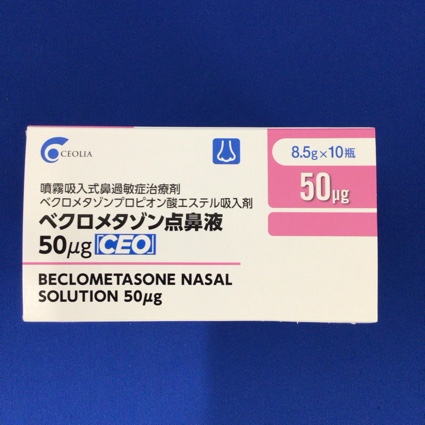 CEOLIA
8.5g×10瓶
50μg
噴霧吸入式鼻過敏症治療剤
ベクロメタゾンプロピオン酸エステル吸入剤
ベクロメタゾン点鼻液
50μg「CEO」
BECLOMETASONE NASAL
SOLUTION 50μg